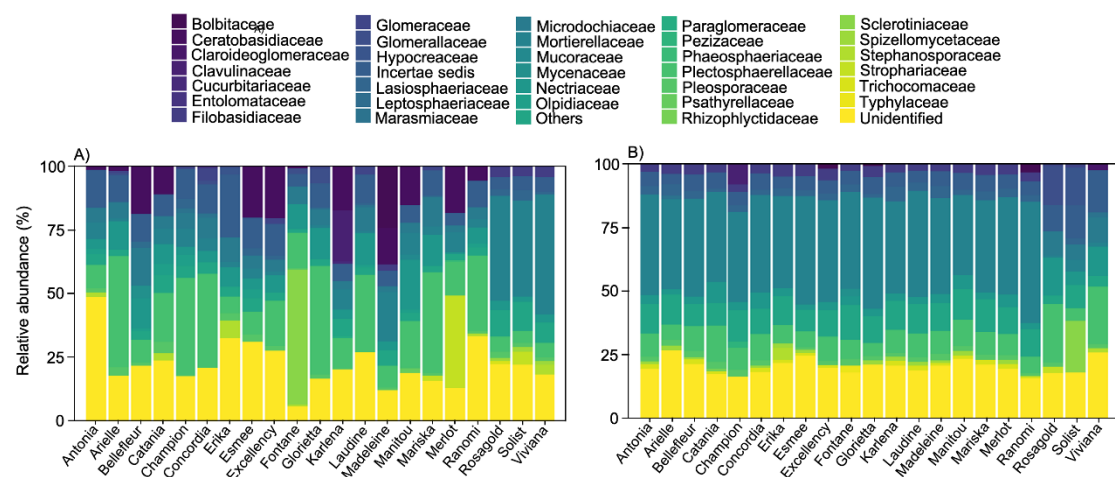 Bolbitaceae
Ceratobasidiaceae
Claroideoglomeraceae
Clavulinaceae
Cucurbitariaceae
Entolomataceae
Filobasidiaceae
Glomeraceae
Glomerallaceae
Hypocreaceae
Incertae sedis
Lasiosphaeriaceae
Leptosphaeriaceae
Marasmiaceae
Microdochiaceae
Mortierellaceae
Mucoraceae
Mycenaceae
Nectriaceae
Olpidiaceae
Others
Paraglomeraceae
Pezizaceae
Phaeosphaeriaceae
Plectosphaerellaceae
Pleosporaceae
Psathyrellaceae
Rhizophlyctidaceae
Sclerotiniaceae
Spizellomycetaceae
Stephanosporaceae
Strophariaceae
Trichocomaceae
Typhylaceae
Unidentified
A)
Relative abundance (%)
100
75
50
25
0
Antonia
Arielle
Bellefleur
Catania
Champion
Concordia
Erika
Esmee
Excellency
Fontane
Glorietta
Karlena
Laudine
Madeleine
Manitou
Mariska
Merlot
Ranomi
Rosagold
Solist
Viviana
B)
100
75
50
25
0
Antonia
Arielle
Bellefleur
Catania
Champion
Concordia
Erika
Esmee
Excellency
Fontane
Glorietta
Karlena
Laudine
Madeleine
Manitou
Mariska
Merlot
Ranomi
Rosagold
Solist
Viviana